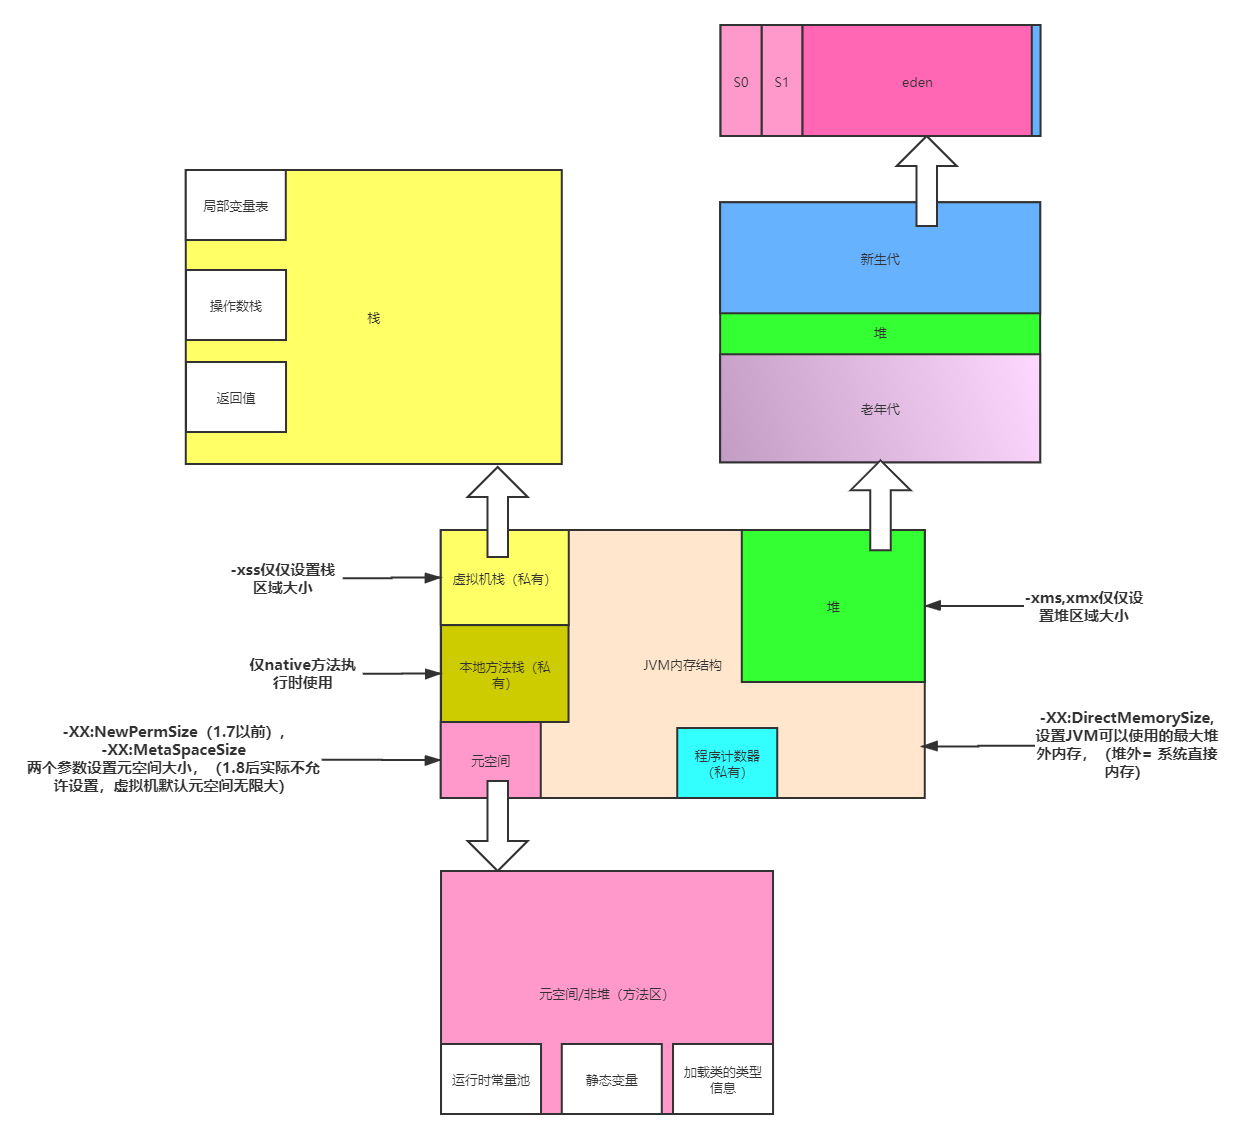 S0
S1
eden
局部变量表
操作数栈
返回值
栈
新生代
堆
老年代
-xss仅仅设置栈
区域大小
虚拟机栈（私有）
堆
-xms,xmx仅仅设
置堆区域大小
仅native方法执
行时使用
本地方法栈（私
有）
JVM内存结构
-XX:NewPermSize（1.7以前）,
-XX:MetaSpaceSize
两个参数设置元空间大小，（1.8后实际不允
许设置，虚拟机默认元空间无限大）
元空间
程序计数器
（私有）
-XX:DirectMemorySize,
设置JVM可以使用的最大堆
外内存，（堆外= 系统直接
内存）
元空间/非堆（方法区）
运行时常量池
静态变量
加载类的类型
信息